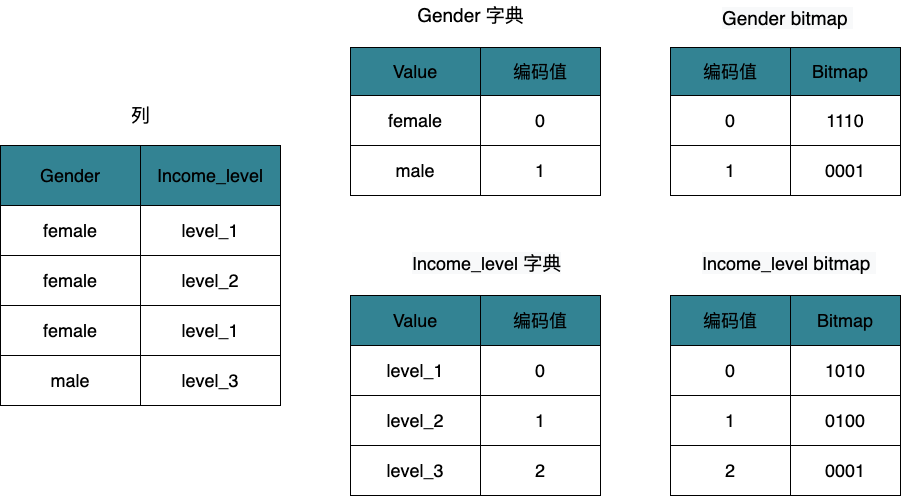 列
Gender Income_level
female level_1
female level_2
female level_1
male level_3
Gender 字典
Value 编码值
female 0
male 1
Gender bitmap
编码值 Bitmap
0 1110
1 0001
Income_level 字典
Value 编码值
level_1 0
level_2 1
level_3 2
Income_level bitmap
编码值 Bitmap
0 1010
1 0100
2 0001